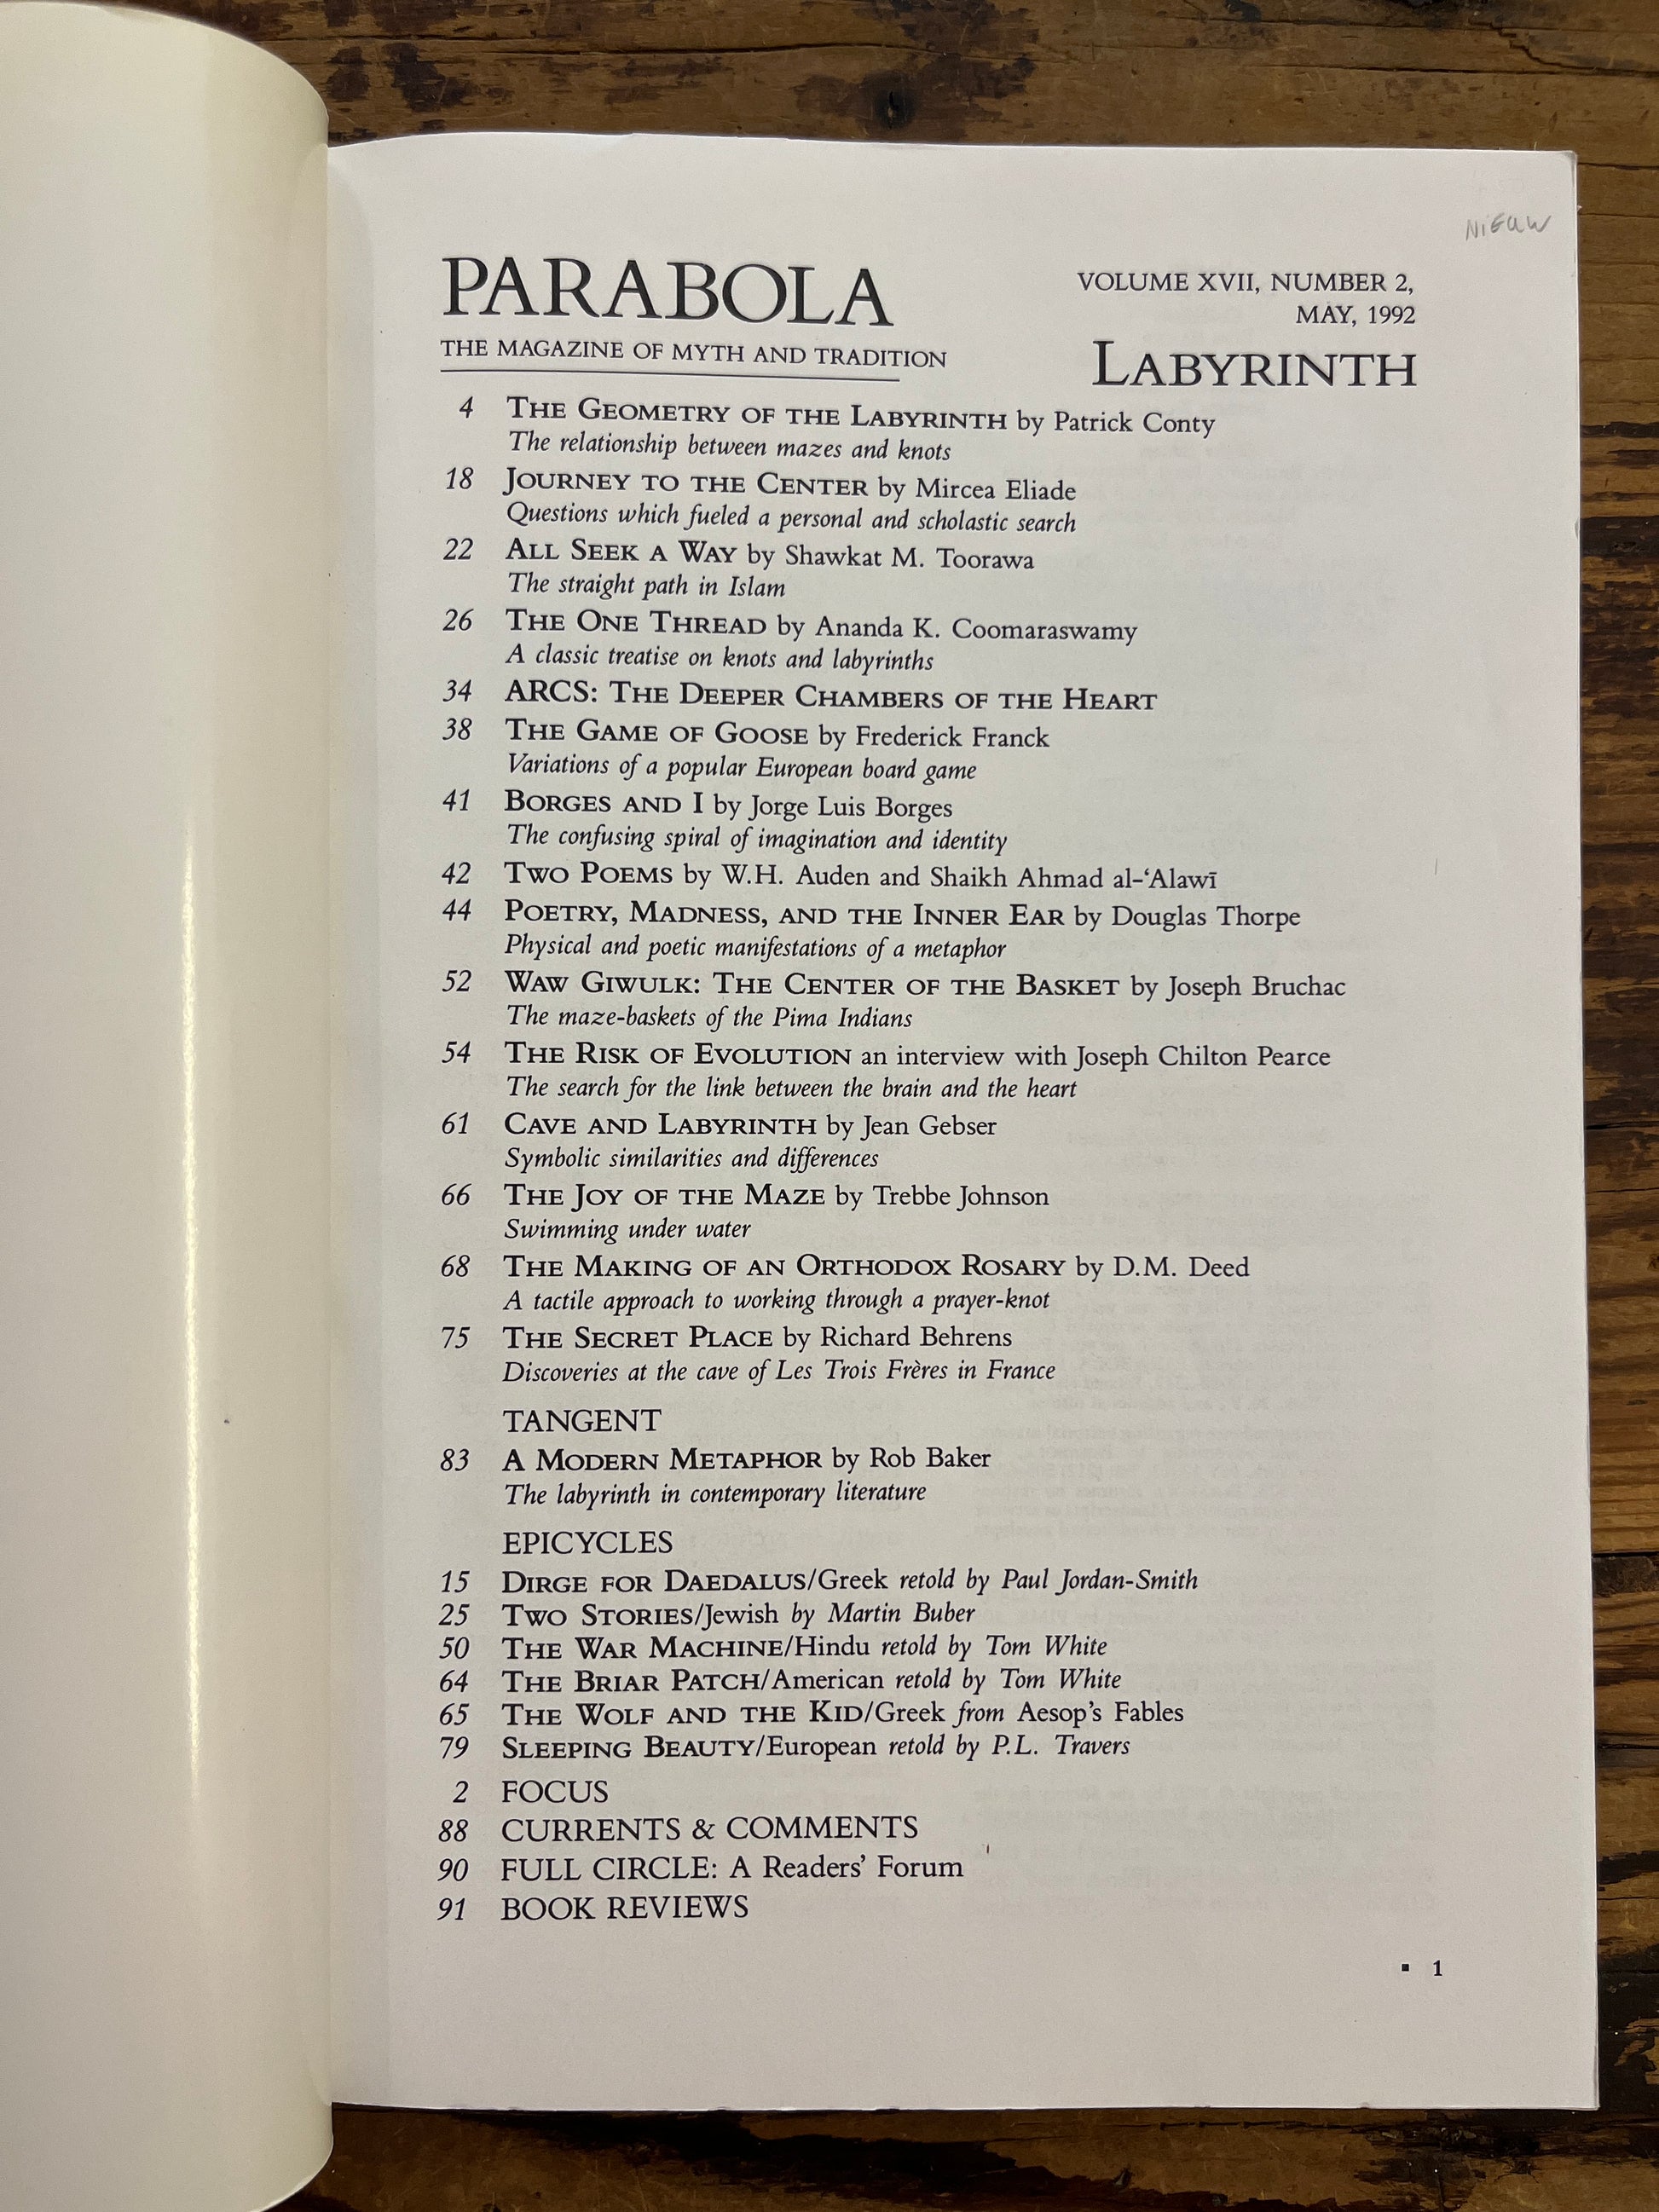 NIEUW
PARABOLA
THE MAGAZINE OF MYTH AND TRADITION
VOLUME XVII, NUMBER 2,
MAY, 1992
LABYRINTH
4 THE GEOMETRY OF THE LABYRINTH by Patrick Conty
The relationship between mazes and knots
18 JOURNEY TO THE CENTER by Mircea Eliade
Questions which fueled a personal and scholastic search
22 ALL SEEK A WAY by Shawkat M. Toorawa
The straight path in Islam
26 THE ONE THREAD by Ananda K. Coomaraswamy
A classic treatise on knots and labyrinths
34 ARCS: THE DEEPER CHAMBERS OF THE HEART
38 THE GAME OF GOOSE by Frederick Franck
Variations of a popular European board game
41 BORGES AND I by Jorge Luis Borges
The confusing spiral of imagination and identity
42 TWO POEMS by W.H. Auden and Shaikh Ahmad al-‘Alawī
44 POETRY, MADNESS, AND THE INNER EAR by Douglas Thorpe
Physical and poetic manifestations of a metaphor
52 WAW GIWULK: THE CENTER OF THE BASKET by Joseph Bruchac
The maze-baskets of the Pima Indians
54 THE RISK OF EVOLUTION an interview with Joseph Chilton Pearce
The search for the link between the brain and the heart
61 CAVE AND LABYRINTH by Jean Gebser
Symbolic similarities and differences
66 THE JOY OF THE MAZE by Trebbe Johnson
Swimming under water
68 THE MAKING OF AN ORTHODOX ROSARY by D.M. Deed
A tactile approach to working through a prayer-knot
75 THE SECRET PLACE by Richard Behrens
Discoveries at the cave of Les Trois Frères in France
TANGENT
83 A MODERN METAPHOR by Rob Baker
The labyrinth in contemporary literature
EPICYCLES
15 DIRGE FOR DAEDALUS/Greek retold by Paul Jordan-Smith
25 TWO STORIES/Jewish by Martin Buber
50 THE WAR MACHINE/Hindu retold by Tom White
64 THE BRIAR PATCH/American retold by Tom White
65 THE WOLF AND THE KID/Greek from Aesop’s Fables
79 SLEEPING BEAUTY/European retold by P.L. Travers
2 FOCUS
88 CURRENTS & COMMENTS
90 FULL CIRCLE: A Readers’ Forum
91 BOOK REVIEWS
▪ 1